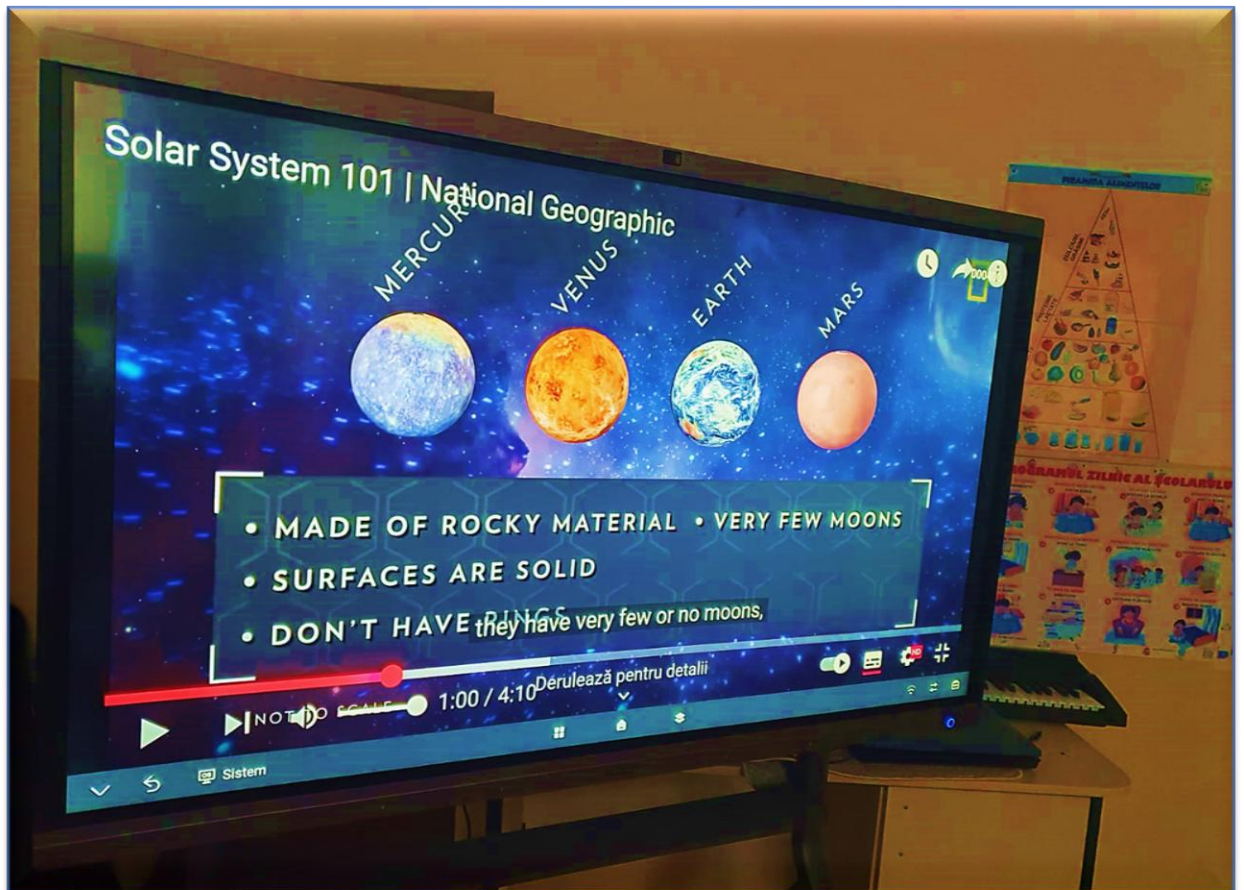 Solar System 101 | National Geographic
MERCURY
VENUS
EARTH
MARS
• MADE OF ROCKY MATERIAL • VERY FEW MOONS
• SURFACES ARE SOLID
• DON'T HAVE RINGS
they have very few or no moons,
1:00 / 4:10
Derulează pentru detalii
NOT TO SCALE
HD
Sistem
PIRAMIDA ALIMENTELOR
PROGRAMUL ZILNIC AL ȘCOLARULUI